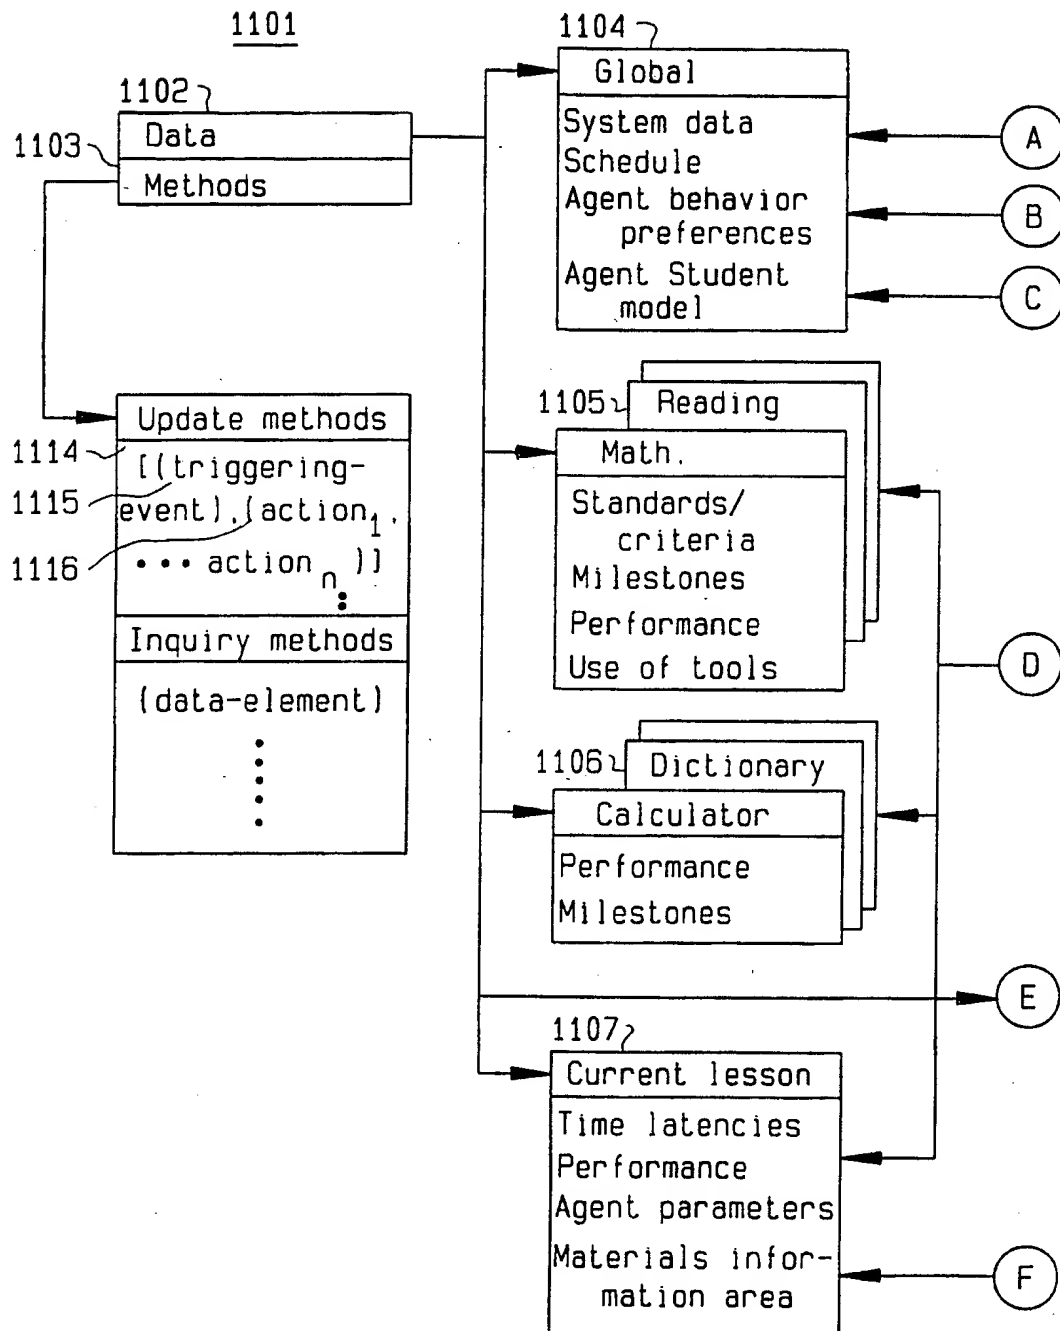 1101
1102
Data
1103
Methods
Update methods
1114
[(triggering-
1115
event),(action1,
1116
••• action n )]
Inquiry methods
(data-element)
1104
Global
System data
Schedule
Agent behavior
preferences
Agent Student
model
A
B
C
1105
Reading
Math.
Standards/
criteria
Milestones
Performance
Use of tools
D
1106
Dictionary
Calculator
Performance
Milestones
E
1107
Current lesson
Time latencies
Performance
Agent parameters
Materials infor-
mation area
F